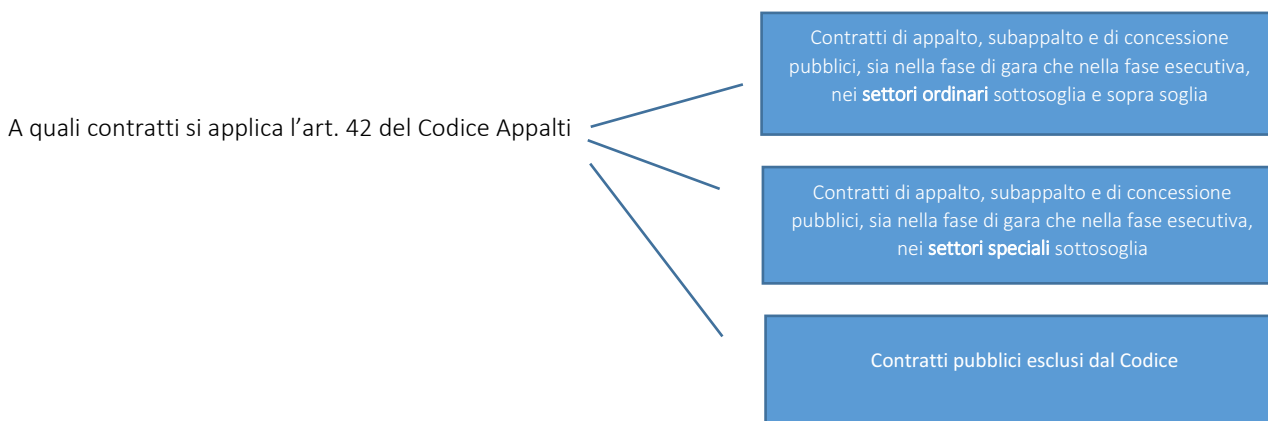 A quali contratti si applica l’art. 42 del Codice Appalti
Contratti di appalto, subappalto e di concessione
pubblici, sia nella fase di gara che nella fase esecutiva,
nei settori ordinari sottosoglia e sopra soglia
Contratti di appalto, subappalto e di concessione
pubblici, sia nella fase di gara che nella fase esecutiva,
nei settori speciali sottosoglia
Contratti pubblici esclusi dal Codice